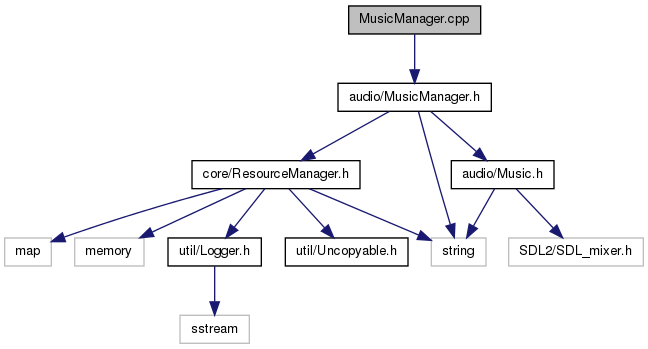 MusicManager.cpp
audio/MusicManager.h
core/ResourceManager.h
audio/Music.h
map
memory
util/Logger.h
util/Uncopyable.h
string
SDL2/SDL_mixer.h
sstream